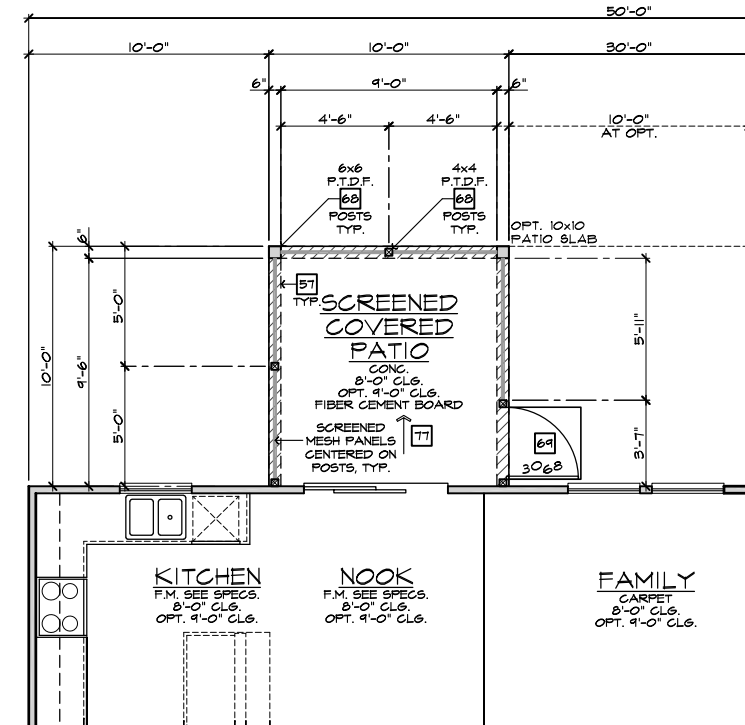 50'-0"
10'-0"
10'-0"
30'-0"
6"
9'-0"
6"
4'-6"
4'-6"
10'-0"
AT OPT.
6x6
P.T.D.F.
68
POSTS
TYP.
4x4
P.T.D.F.
68
POSTS
TYP.
OPT. 10x10
PATIO SLAB
6"
5'-0"
10'-0"
9'-6"
5'-0"
57
TYP.
SCREENED
COVERED
PATIO
CONC.
8'-0" CLG.
OPT. 9'-0" CLG.
FIBER CEMENT BOARD
SCREENED
MESH PANELS
CENTERED ON
POSTS, TYP.
77
5'-11"
3'-7"
69
3068
KITCHEN
F.M. SEE SPECS.
8'-0" CLG.
OPT. 9'-0" CLG.
NOOK
F.M. SEE SPECS.
8'-0" CLG.
OPT. 9'-0" CLG.
FAMILY
CARPET
8'-0" CLG.
OPT. 9'-0" CLG.